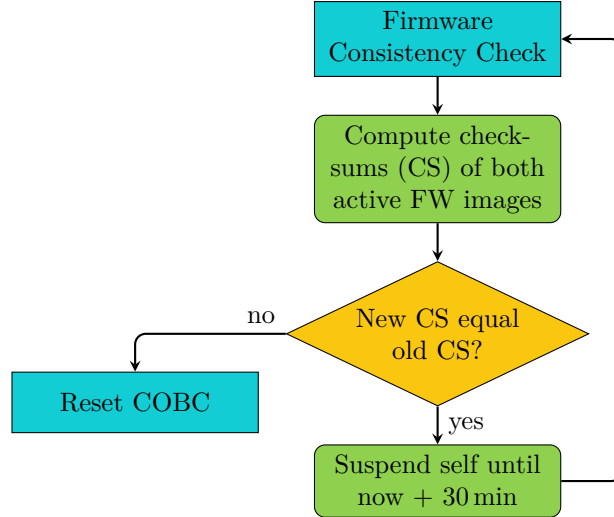 Firmware
Consistency Check
Compute check-
sums (CS) of both
active FW images
New CS equal
old CS?
no
Reset COBC
yes
Suspend self until
now + 30 min